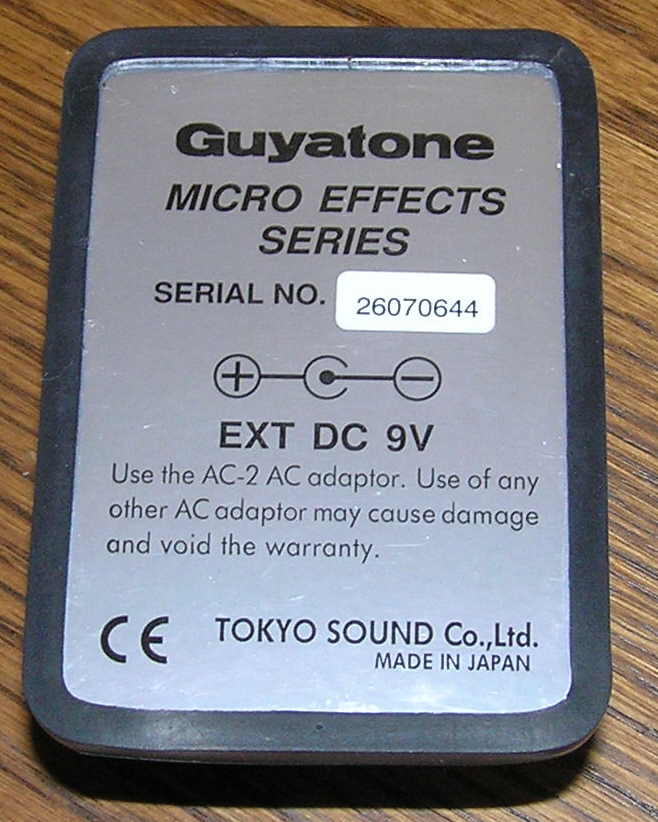 Guyatone
MICRO EFFECTS
SERIES
SERIAL NO. 26070644
EXT DC 9V
Use the AC-2 AC adaptor. Use of any
other AC adaptor may cause damage
and void the warranty.
CE TOKYO SOUND Co.,Ltd.
MADE IN JAPAN